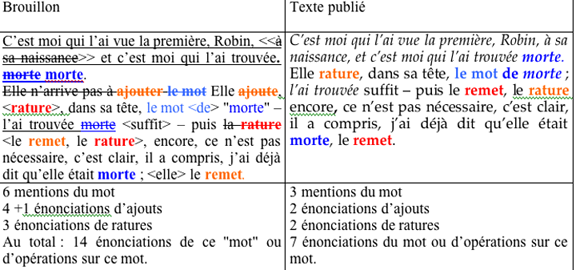 Brouillon
C'est moi qui l'ai vue la première, Robin, <<à
sa naissance>> et c'est moi qui l'ai trouvée.
morte morte.
Elle n'arrive pas à ajouter le mot Elle ajoute,
<rature>, dans sa tête, le mot <de> "morte" –
l'ai trouvée morte <suffit> – puis la rature
<le remet, le rature>, encore, ce n'est pas
nécessaire, c'est clair, il a compris, j'ai déjà
dit qu'elle était morte ; <elle> le remet.
6 mentions du mot
4 +1 énonciations d'ajouts
3 énonciations de ratures
Au total : 14 énonciations de ce "mot" ou
d'opérations sur ce mot.
Texte publié
C'est moi qui l'ai vue la première, Robin, à sa
naissance, et c'est moi qui l'ai trouvée morte.
Elle rature, dans sa tête, le mot de morte ;
l'ai trouvée suffit – puis le remet, le rature
encore, ce n'est pas nécessaire, c'est clair,
il a compris, j'ai déjà dit qu'elle était
morte, le remet.
3 mentions du mot
2 énonciations d'ajouts
2 énonciations de ratures
7 énonciations du mot ou d'opérations sur ce
mot.